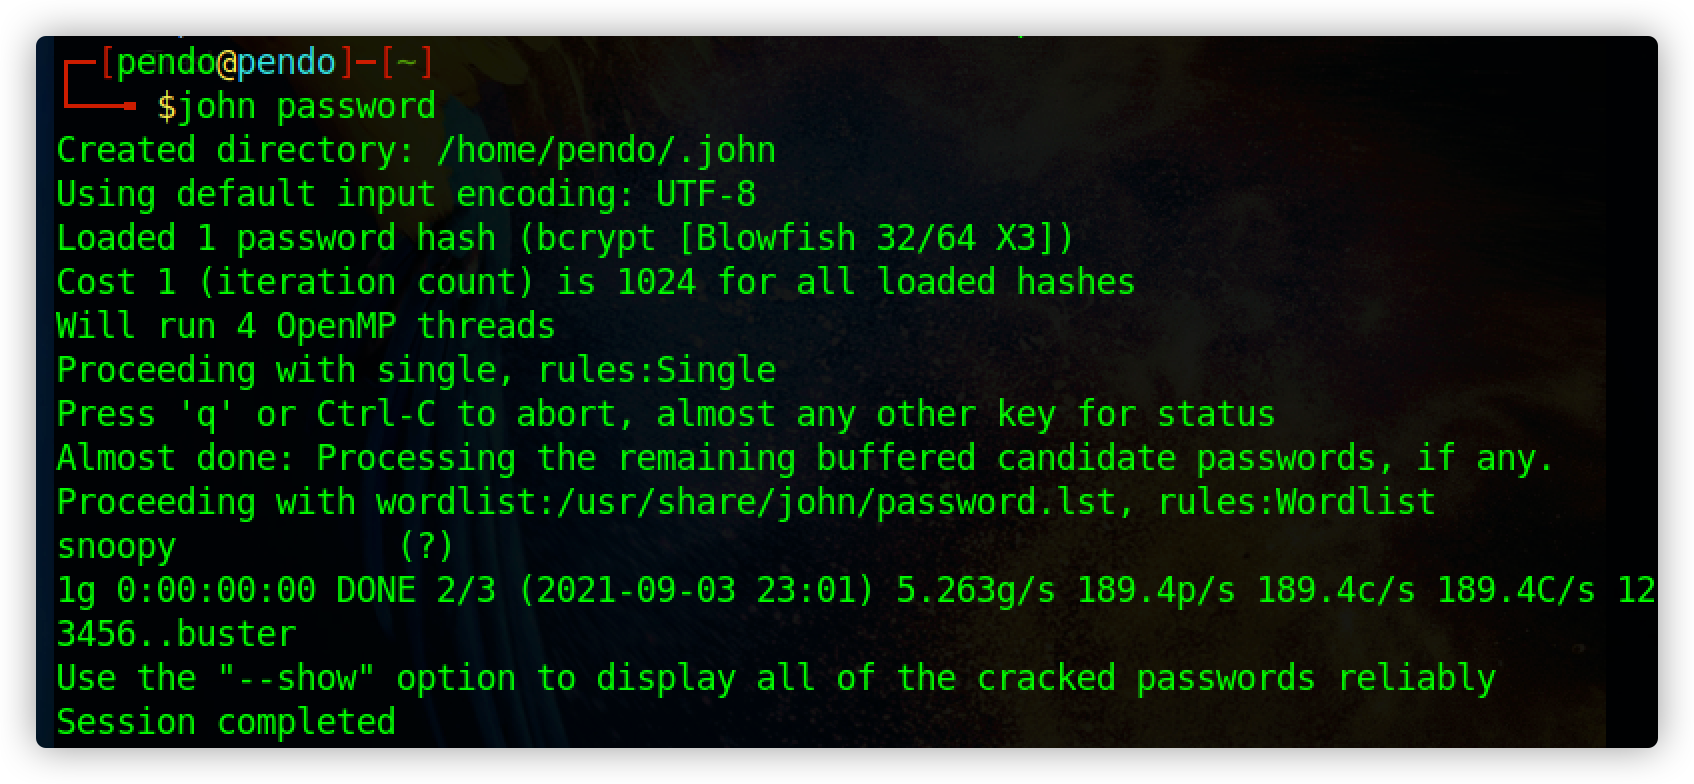 [pendo@pendo]─[~]
$john password
Created directory: /home/pendo/.john
Using default input encoding: UTF-8
Loaded 1 password hash (bcrypt [Blowfish 32/64 X3])
Cost 1 (iteration count) is 1024 for all loaded hashes
Will run 4 OpenMP threads
Proceeding with single, rules:Single
Press 'q' or Ctrl-C to abort, almost any other key for status
Almost done: Processing the remaining buffered candidate passwords, if any.
Proceeding with wordlist:/usr/share/john/password.lst, rules:Wordlist
snoopy           (?)
1g 0:00:00:00 DONE 2/3 (2021-09-03 23:01) 5.263g/s 189.4p/s 189.4c/s 189.4C/s 12
3456..buster
Use the "--show" option to display all of the cracked passwords reliably
Session completed